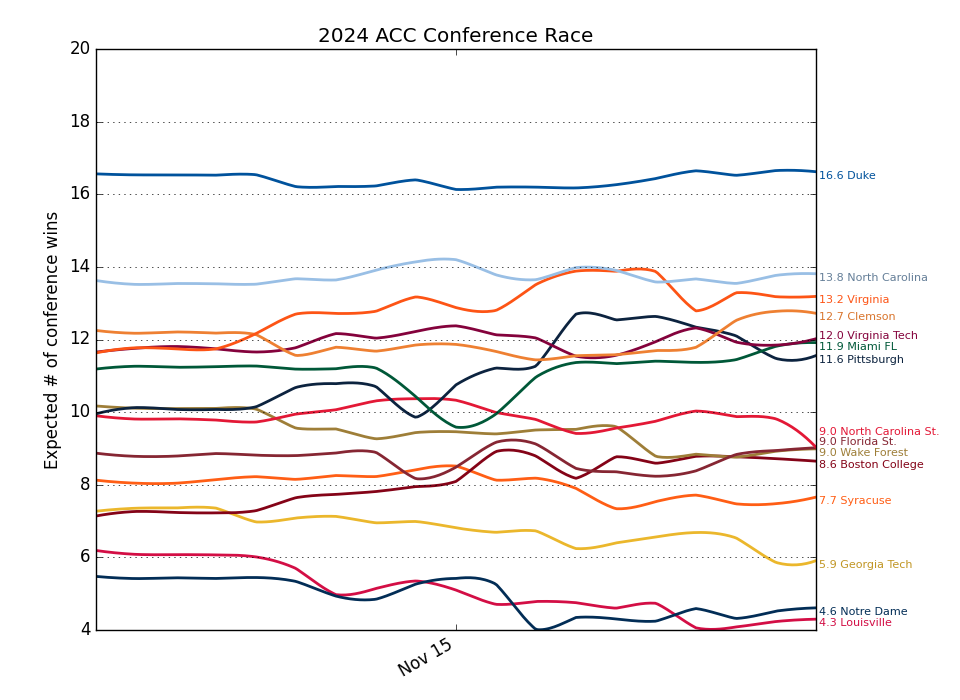 2024 ACC Conference Race
Expected # of conference wins
20
18
16
14
12
10
8
6
4
Nov 15
16.6 Duke
13.8 North Carolina
13.2 Virginia
12.7 Clemson
12.0 Virginia Tech
11.9 Miami FL
11.6 Pittsburgh
9.0 North Carolina St.
9.0 Florida St.
9.0 Wake Forest
8.6 Boston College
7.7 Syracuse
5.9 Georgia Tech
4.6 Notre Dame
4.3 Louisville